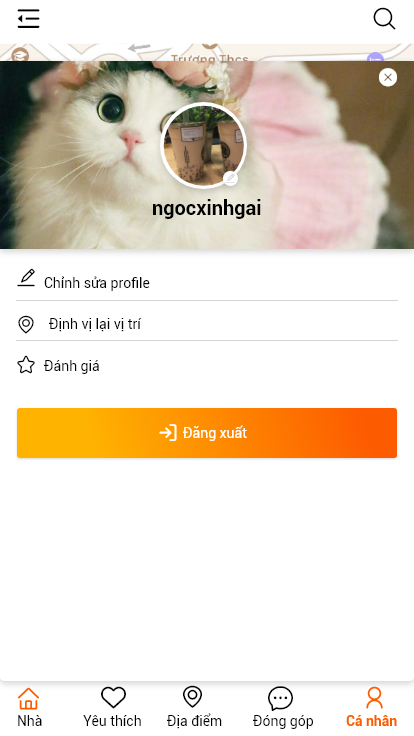 Trường Thcs
ngocxinhgai
Chỉnh sửa profile
Định vị lại vị trí
Đánh giá
Đăng xuất
Nhà
Yêu thích
Địa điểm
Đóng góp
Cá nhân